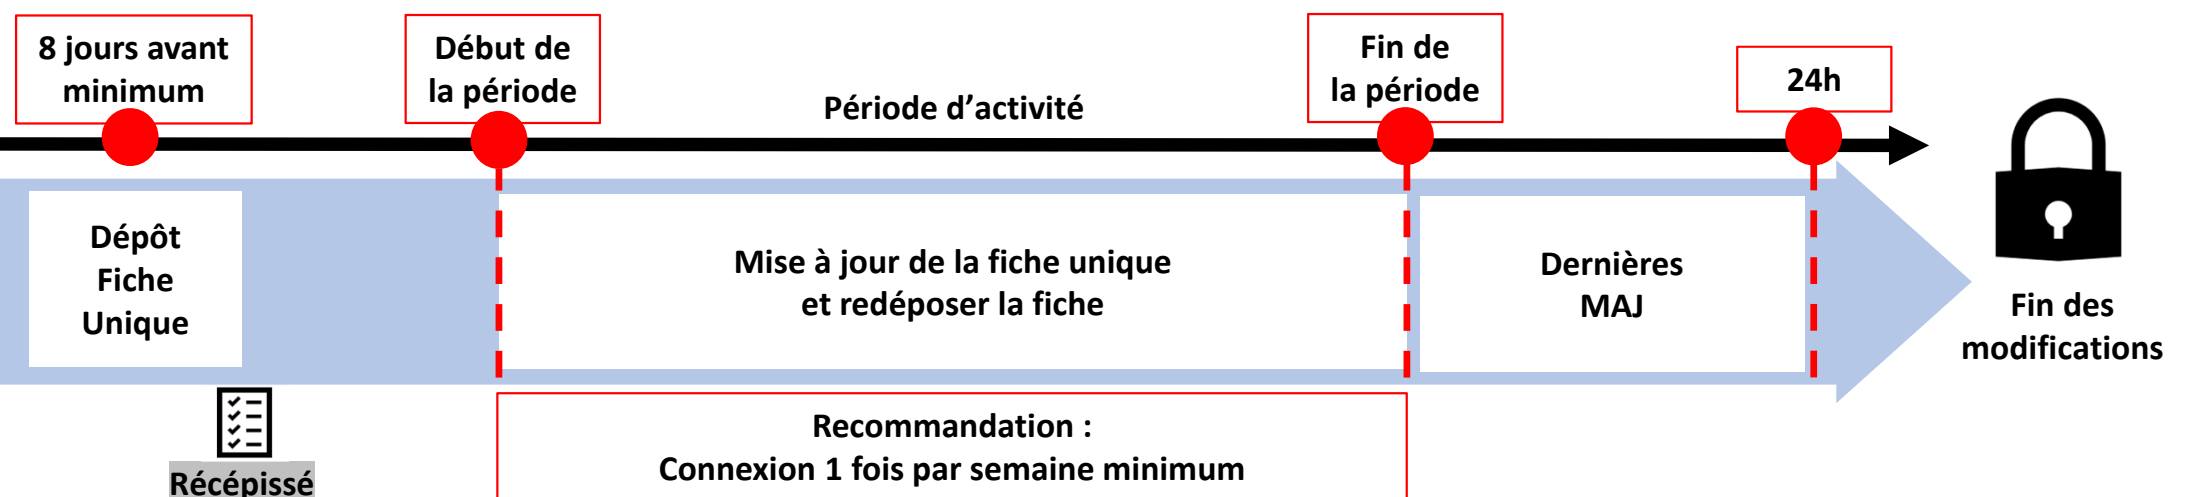 8 jours avant
minimum
Début de
la période
Période d'activité
Fin de
la période
24h
Dépôt
Fiche
Unique
Mise à jour de la fiche unique
et redéposer la fiche
Dernières
MAJ
Fin des
modifications
Récépissé
Recommandation :
Connexion 1 fois par semaine minimum